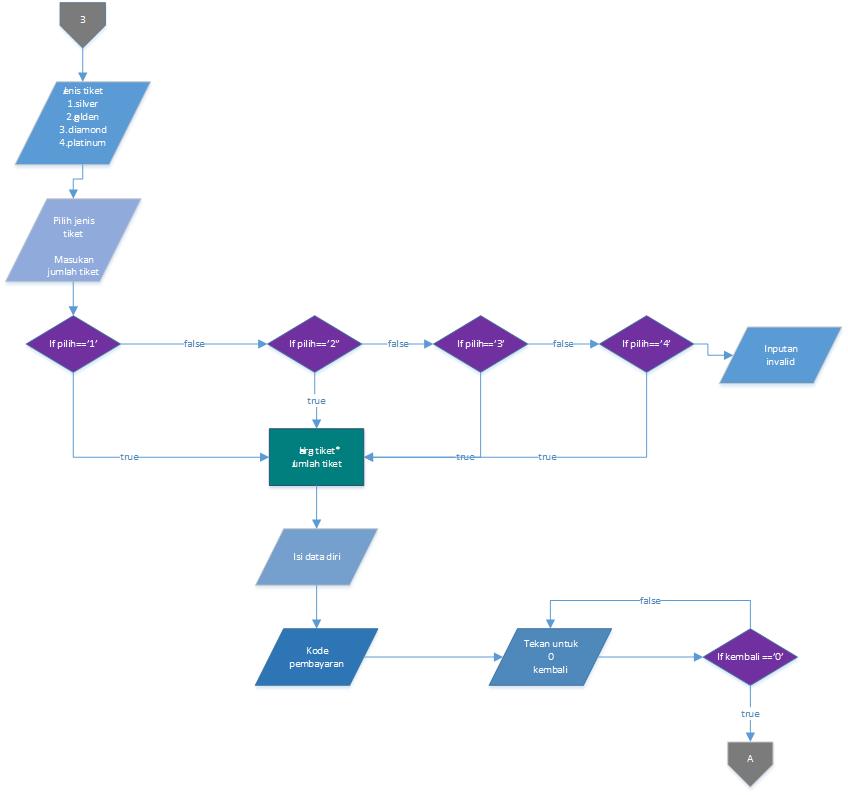 3
Jenis tiket
1.silver
2.golden
3.diamond
4.platinum
Pilih jenis
tiket
Masukan
jumlah tiket
If pilih==’1’
false
If pilih==’2’’
false
If pilih==’3’
false
If pilih==’4’
Inputan
invalid
true
true
true
true
Harga tiket*
Jumlah tiket
Isi data diri
Kode
pembayaran
Tekan untuk
0
kembali
false
If kembali ==’0’
true
A